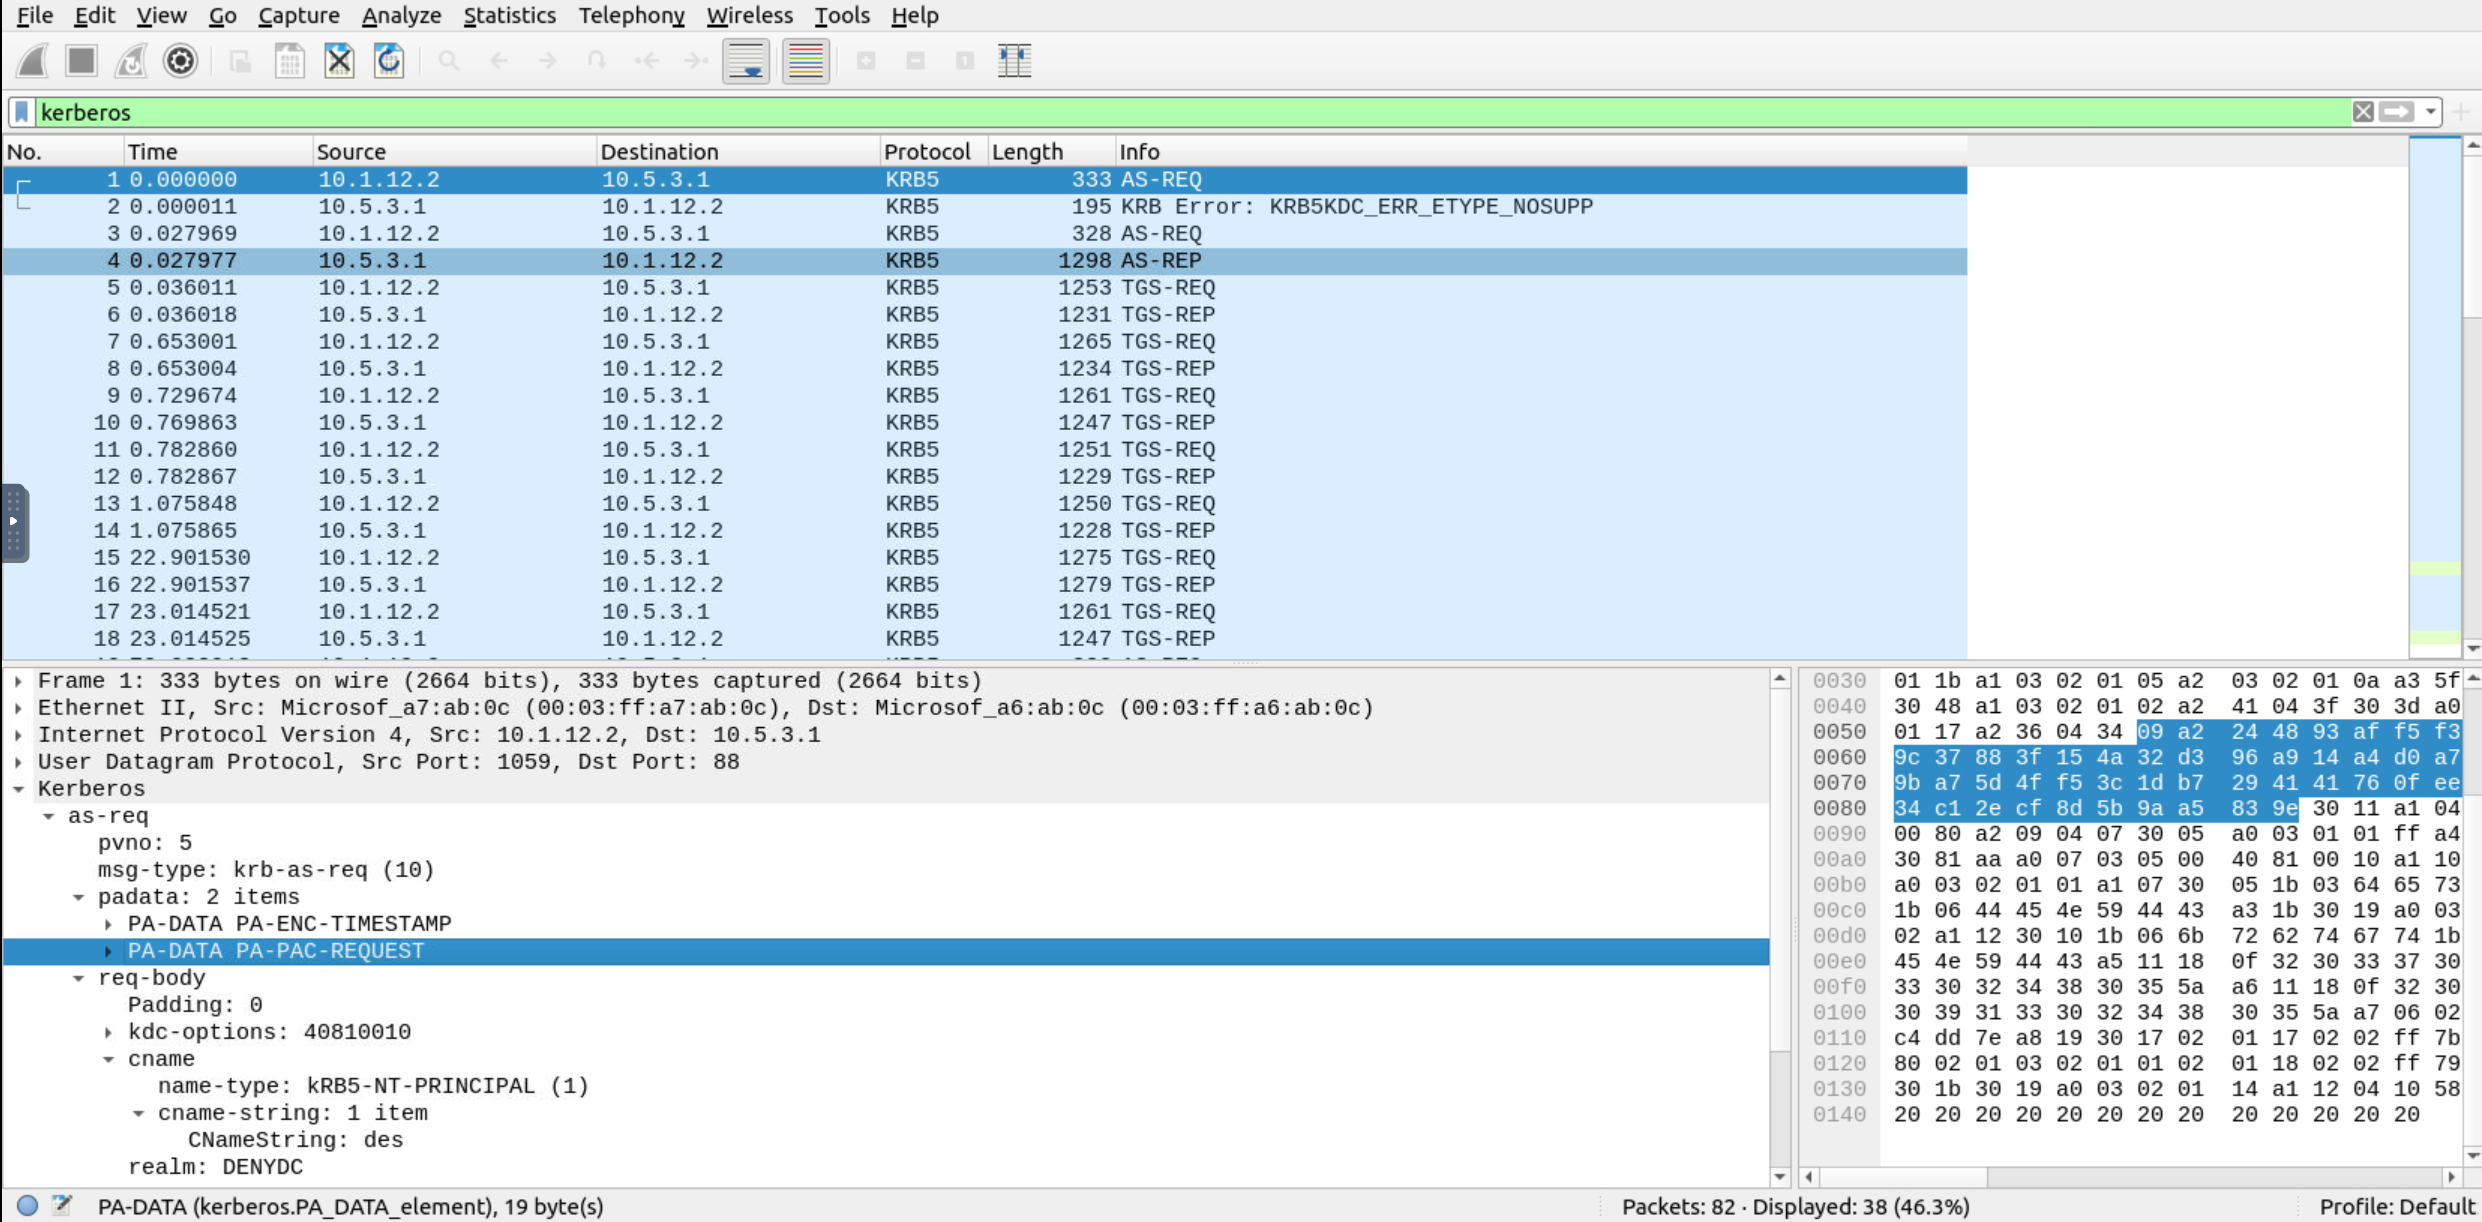 File Edit View Go Capture Analyze Statistics Telephony Wireless Tools Help
kerberos
No. Time Source Destination Protocol Length Info
1 0.000000 10.1.12.2 10.5.3.1 KRB5 333 AS-REQ
2 0.000011 10.5.3.1 10.1.12.2 KRB5 195 KRB Error: KRB5KDC_ERR_ETYPE_NOSUPP
3 0.027969 10.1.12.2 10.5.3.1 KRB5 328 AS-REQ
4 0.027977 10.5.3.1 10.1.12.2 KRB5 1298 AS-REP
5 0.036011 10.1.12.2 10.5.3.1 KRB5 1253 TGS-REQ
6 0.036018 10.5.3.1 10.1.12.2 KRB5 1231 TGS-REP
7 0.653001 10.1.12.2 10.5.3.1 KRB5 1265 TGS-REQ
8 0.653004 10.5.3.1 10.1.12.2 KRB5 1234 TGS-REP
9 0.729674 10.1.12.2 10.5.3.1 KRB5 1261 TGS-REQ
10 0.769863 10.5.3.1 10.1.12.2 KRB5 1247 TGS-REP
11 0.782860 10.1.12.2 10.5.3.1 KRB5 1251 TGS-REQ
12 0.782867 10.5.3.1 10.1.12.2 KRB5 1229 TGS-REP
13 1.075848 10.1.12.2 10.5.3.1 KRB5 1250 TGS-REQ
14 1.075865 10.5.3.1 10.1.12.2 KRB5 1228 TGS-REP
15 22.901530 10.1.12.2 10.5.3.1 KRB5 1275 TGS-REQ
16 22.901537 10.5.3.1 10.1.12.2 KRB5 1279 TGS-REP
17 23.014521 10.1.12.2 10.5.3.1 KRB5 1261 TGS-REQ
18 23.014525 10.5.3.1 10.1.12.2 KRB5 1247 TGS-REP
Frame 1: 333 bytes on wire (2664 bits), 333 bytes captured (2664 bits)
Ethernet II, Src: Microsof_a7:ab:0c (00:03:ff:a7:ab:0c), Dst: Microsof_a6:ab:0c (00:03:ff:a6:ab:0c)
Internet Protocol Version 4, Src: 10.1.12.2, Dst: 10.5.3.1
User Datagram Protocol, Src Port: 1059, Dst Port: 88
Kerberos
as-req
pvno: 5
msg-type: krb-as-req (10)
padata: 2 items
PA-DATA PA-ENC-TIMESTAMP
PA-DATA PA-PAC-REQUEST
req-body
Padding: 0
kdc-options: 40810010
cname
name-type: kRB5-NT-PRINCIPAL (1)
cname-string: 1 item
CNameString: des
realm: DENYDC
0030 01 1b a1 03 02 01 05 a2 03 02 01 0a a3 5f
0040 30 48 a1 03 02 01 02 a2 41 04 3f 30 3d a0
0050 01 17 a2 36 04 34 09 a2 24 48 93 af f5 f3
0060 9c 37 88 3f 15 4a 32 d3 96 a9 14 a4 d0 a7
0070 9b a7 5d 4f f5 3c 1d b7 29 41 41 76 0f ee
0080 34 c1 2e cf 8d 5b 9a a5 83 9e 30 11 a1 04
0090 00 80 a2 09 04 07 30 05 a0 03 01 01 ff a4
00a0 30 81 aa a0 07 03 05 00 40 81 00 10 a1 10
00b0 a0 03 02 01 01 a1 07 30 05 1b 03 64 65 73
00c0 1b 06 44 45 4e 59 44 43 a3 1b 30 19 a0 03
00d0 02 a1 12 30 10 1b 06 6b 72 62 74 67 74 1b
00e0 45 4e 59 44 43 a5 11 18 0f 32 30 33 37 30
00f0 33 30 32 34 38 30 35 5a a6 11 18 0f 32 30
0100 30 39 31 33 30 32 34 38 30 35 5a a7 06 02
0110 c4 dd 7e a8 19 30 17 02 01 17 02 02 ff 7b
0120 80 02 01 03 02 01 01 02 01 18 02 02 ff 79
0130 30 1b 30 19 a0 03 02 01 14 a1 12 04 10 58
0140 20 20 20 20 20 20 20 20 20 20 20 20 20
PA-DATA (kerberos.PA_DATA_element), 19 byte(s) Packets: 82 · Displayed: 38 (46.3%) Profile: Default